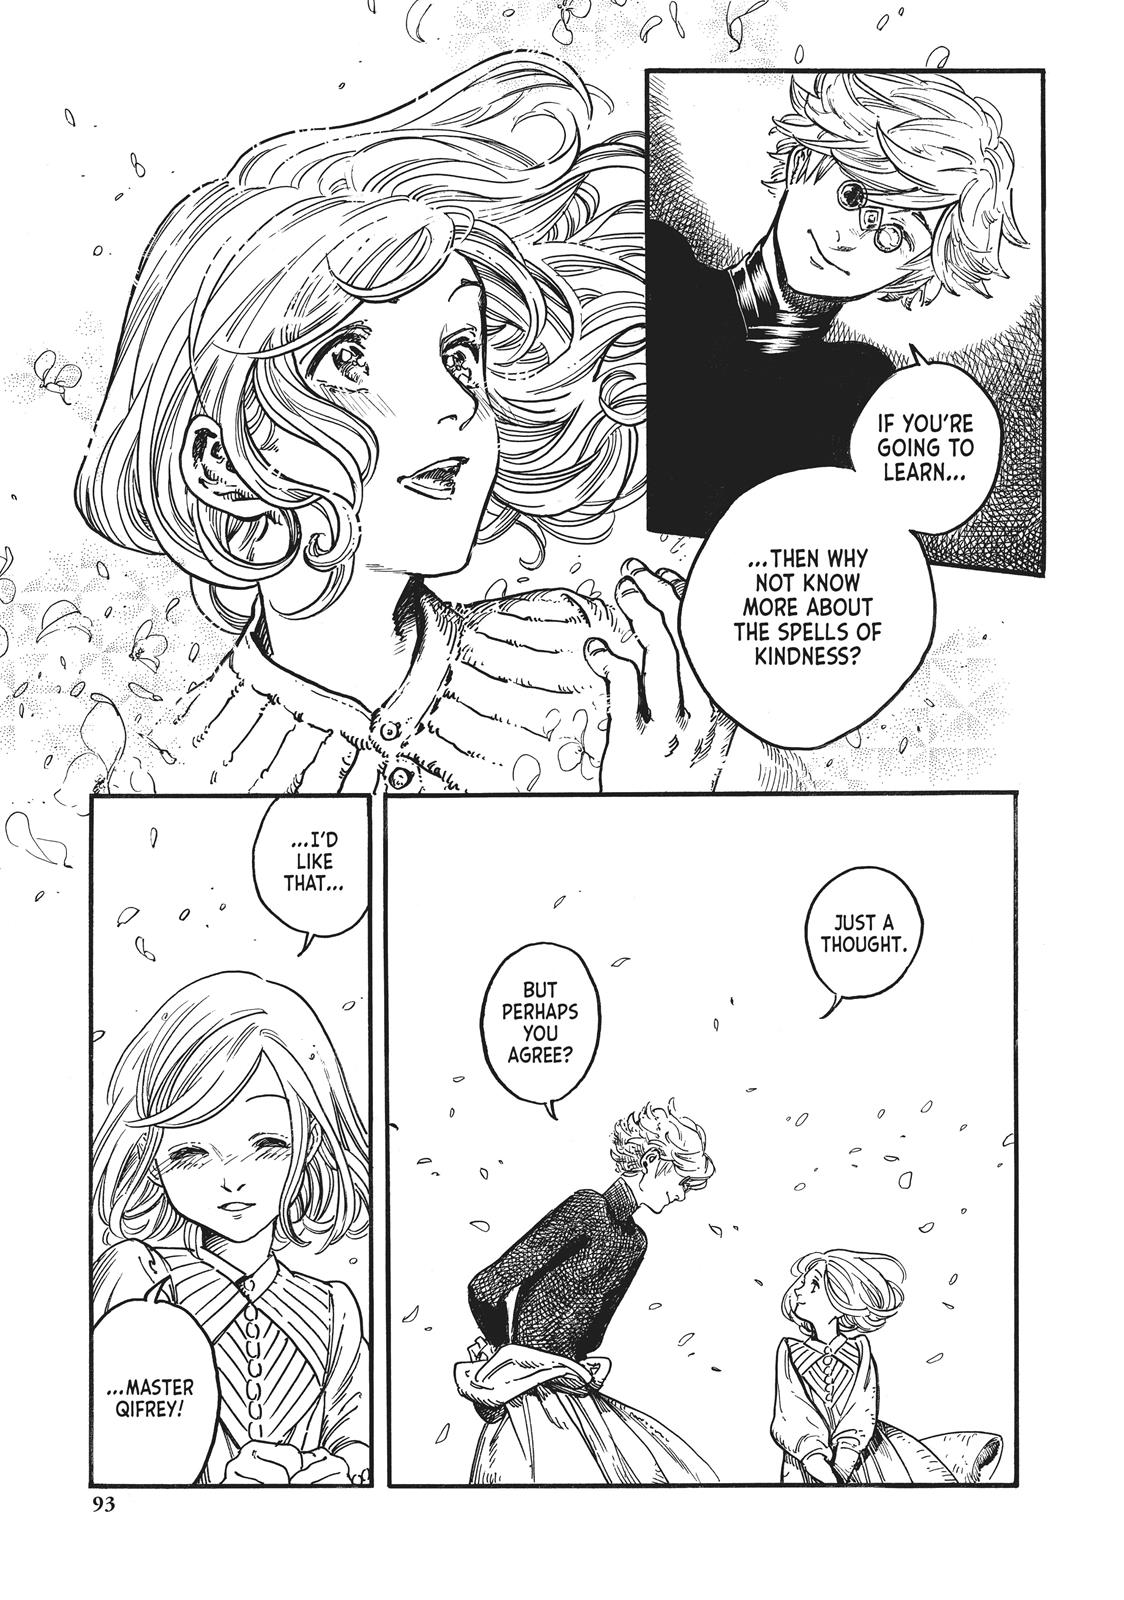 IF YOU'RE
GOING TO
LEARN...
...THEN WHY
NOT KNOW
MORE ABOUT
THE SPELLS OF
KINDNESS?
JUST A
THOUGHT.
BUT
PERHAPS
YOU
AGREE?
...I'D
LIKE
THAT...
...MASTER
QIFREY!
93